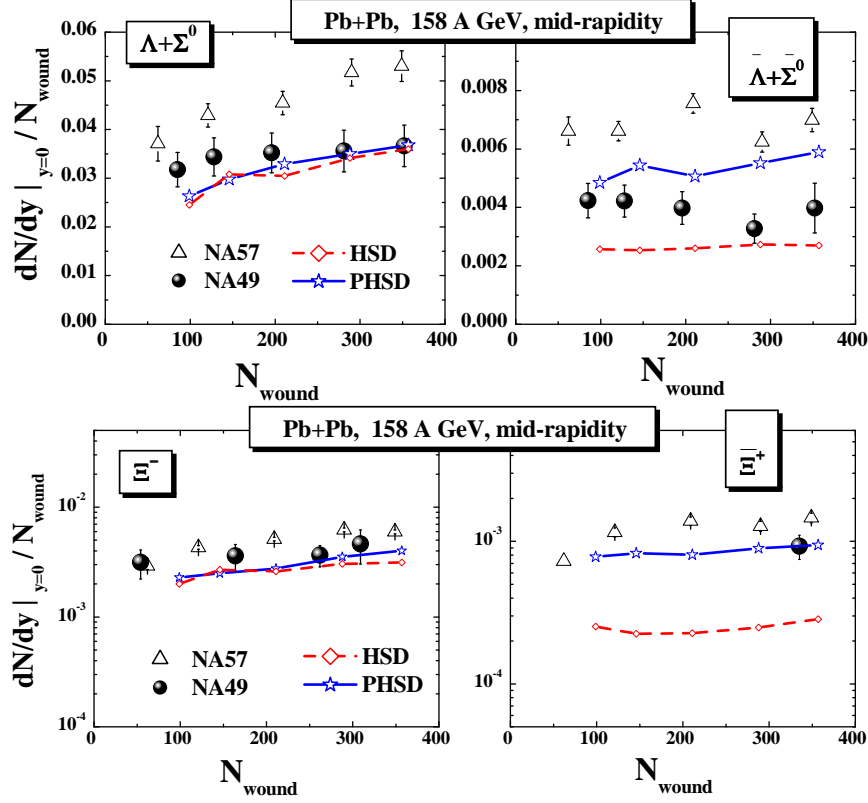 Pb+Pb, 158 A GeV, mid-rapidity
Λ+Σ⁰
Λ̄+Σ̄⁰
dN/dy |y=0 / Nwound
0.06
0.05
0.04
0.03
0.02
0.01
0.00
NA57
NA49
HSD
PHSD
0 100 200 300 400
Nwound
0.008
0.006
0.004
0.002
0.000
0 100 200 300 400
Nwound
Pb+Pb, 158 A GeV, mid-rapidity
Ξ⁻
Ξ̄⁺
dN/dy |y=0 / Nwound
10⁻²
10⁻³
10⁻⁴
NA57
NA49
HSD
PHSD
0 100 200 300 400
Nwound
10⁻³
10⁻⁴
0 100 200 300 400
Nwound